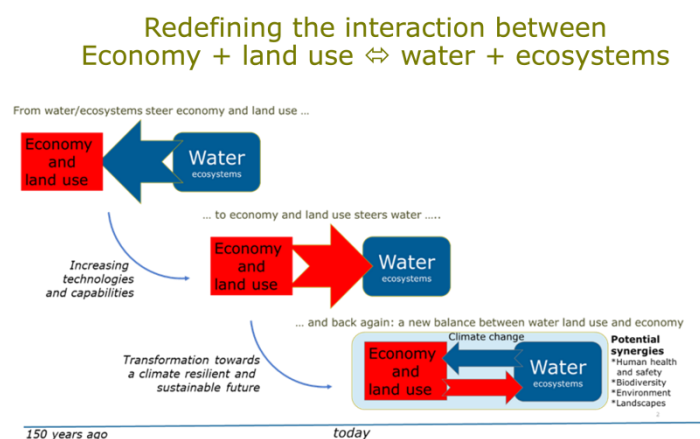 Redefining the interaction between
Economy + land use ⬄ water + ecosystems
From water/ecosystems steer economy and land use ...
Economy
and
land use
Water
ecosystems
... to economy and land use steers water .....
Increasing
technologies
and capabilities
Economy
and
land use
Water
ecosystems
... and back again: a new balance between water land use and economy
Transformation towards
a climate resilient and
sustainable future
Climate change
Economy
and
land use
Water
ecosystems
Potential
synergies
*Human health
and safety
*Biodiversity
*Environment
*Landscapes
2
150 years ago
today